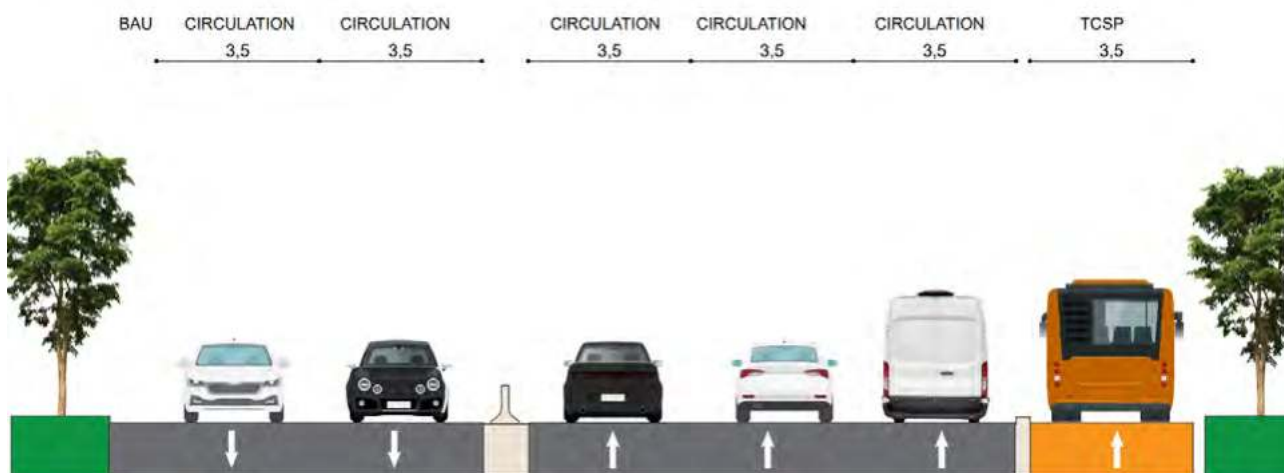 BAU CIRCULATION CIRCULATION CIRCULATION CIRCULATION CIRCULATION TCSP
3,5 3,5 3,5 3,5 3,5 3,5